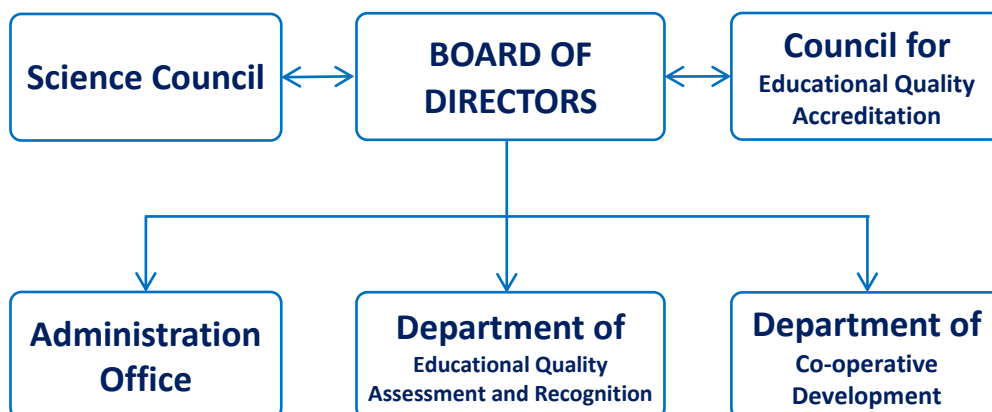 Science Council
BOARD OF
DIRECTORS
Council for
Educational Quality
Accreditation
Administration
Office
Department of
Educational Quality
Assessment and Recognition
Department of
Co-operative
Development